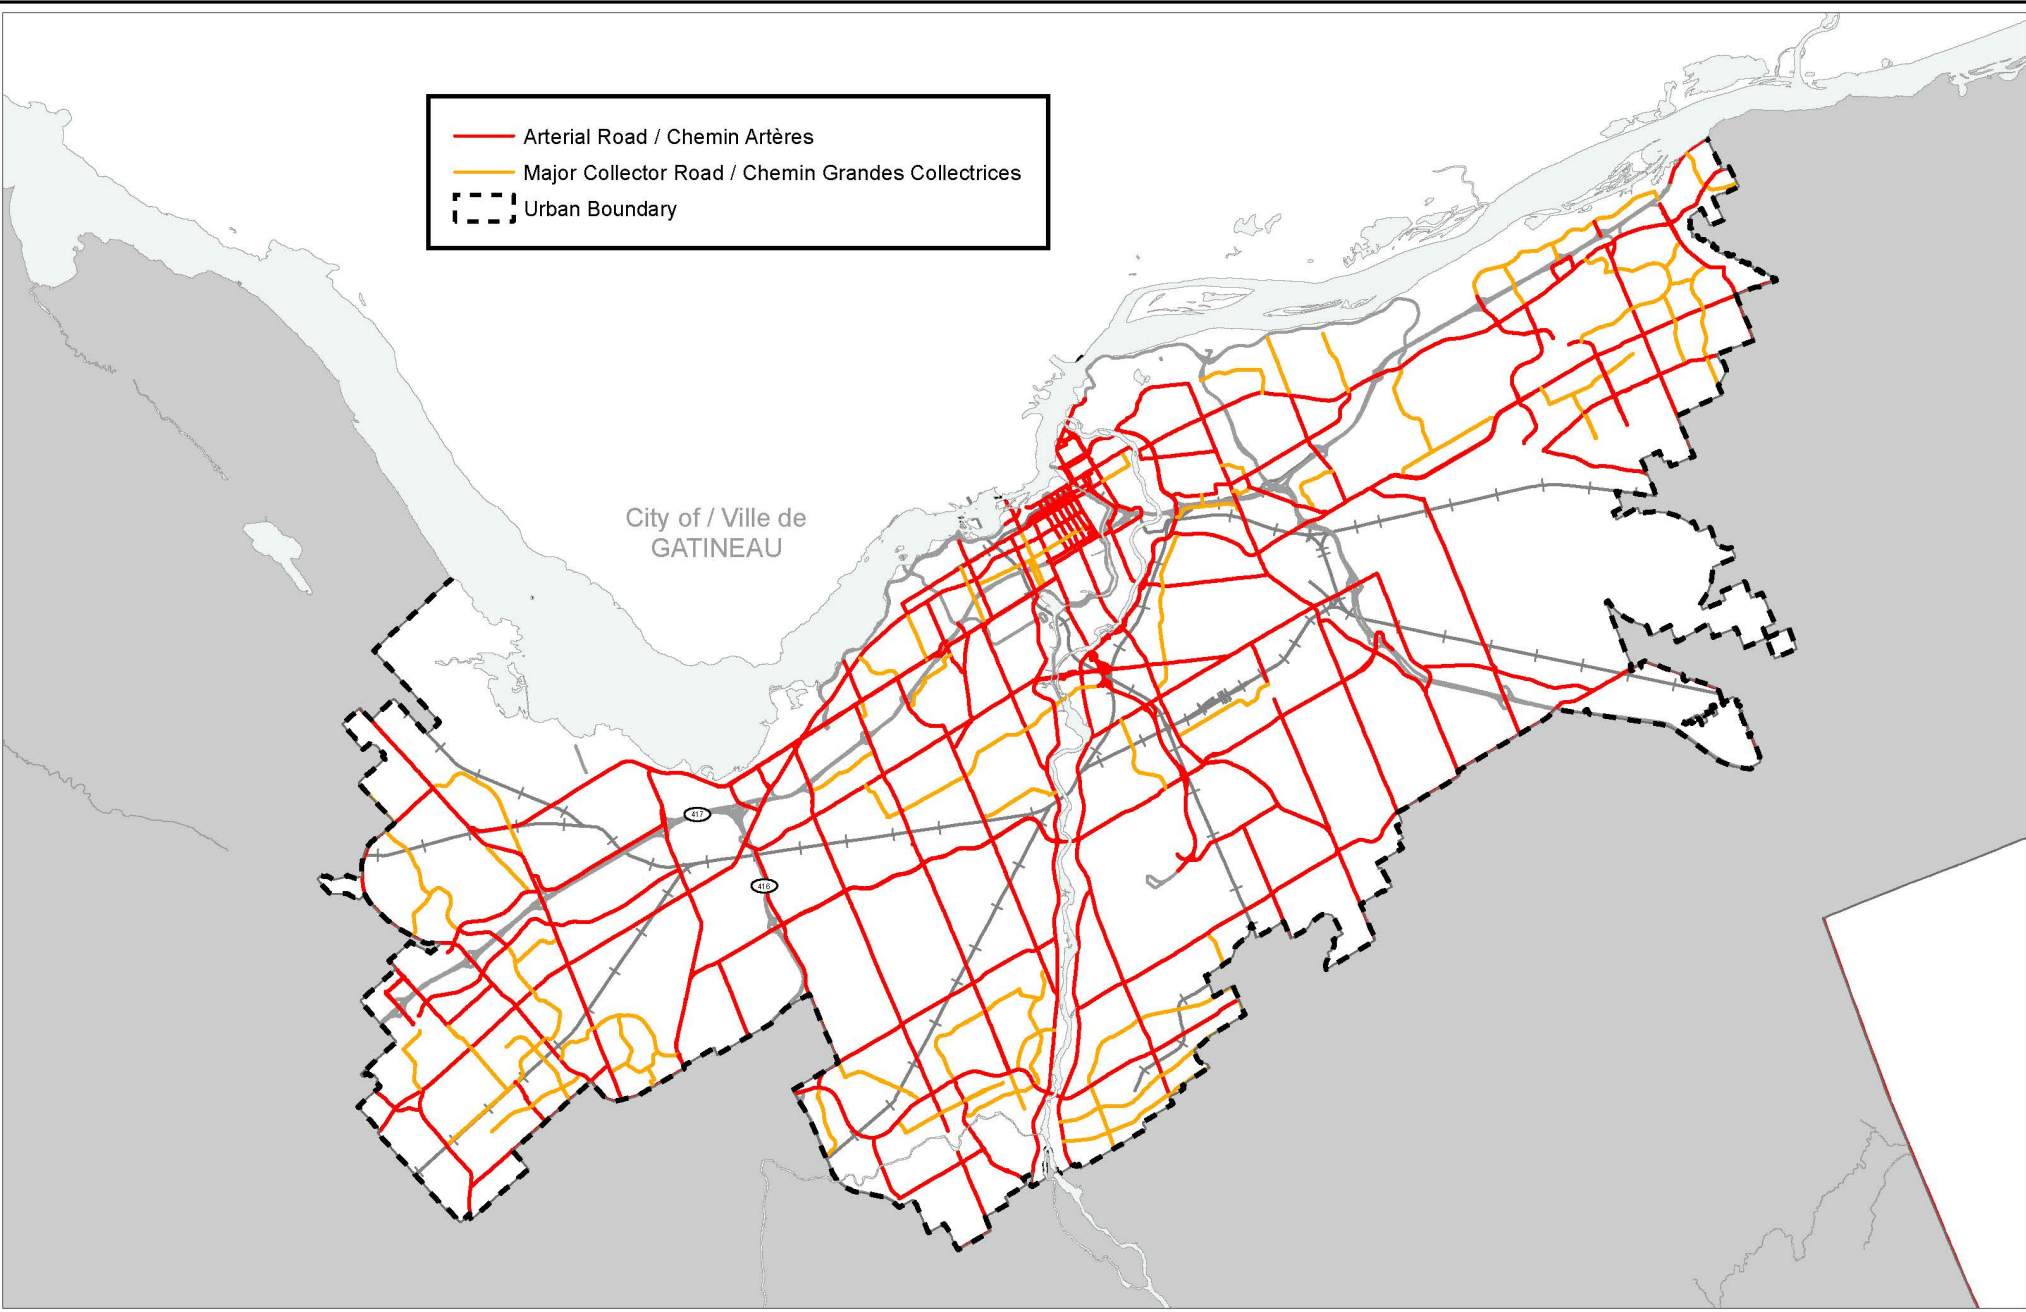 Arterial Road / Chemin Artères
Major Collector Road / Chemin Grandes Collectrices
Urban Boundary
City of / Ville de
GATINEAU
417
416